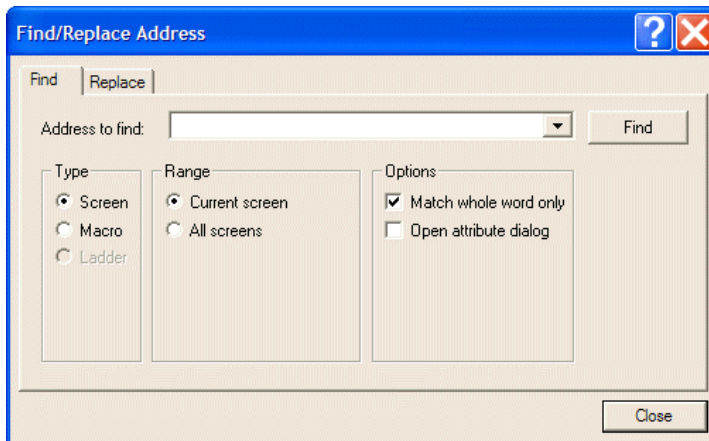 Find/Replace Address
?
Find Replace
Address to find: Find
Type Range Options
Screen Current screen Match whole word only
Macro All screens Open attribute dialog
Ladder
Close